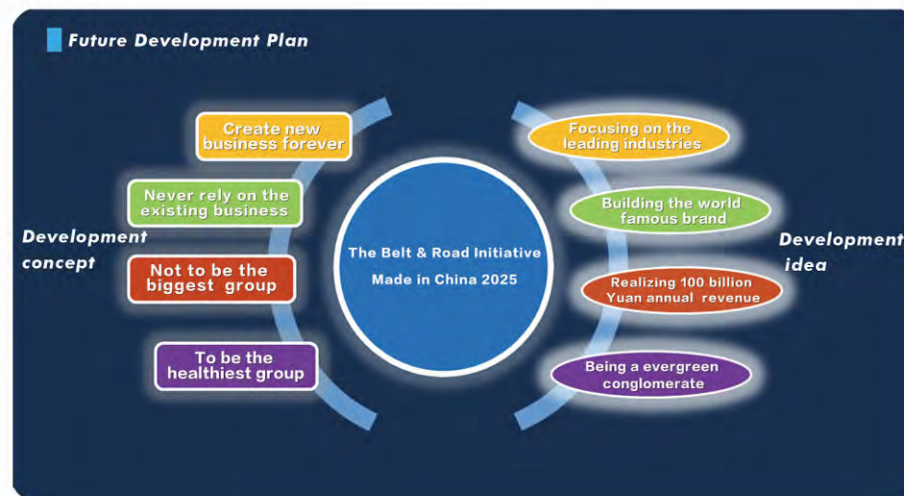 Future Development Plan
Create new
business forever
Never rely on the
existing business
Development
concept
Not to be the
biggest group
To be the
healthiest group
The Belt & Road Initiative
Made in China 2025
Focusing on the
leading industries
Building the world
famous brand
Development
idea
Realizing 100 billion
Yuan annual revenue
Being a evergreen
conglomerate